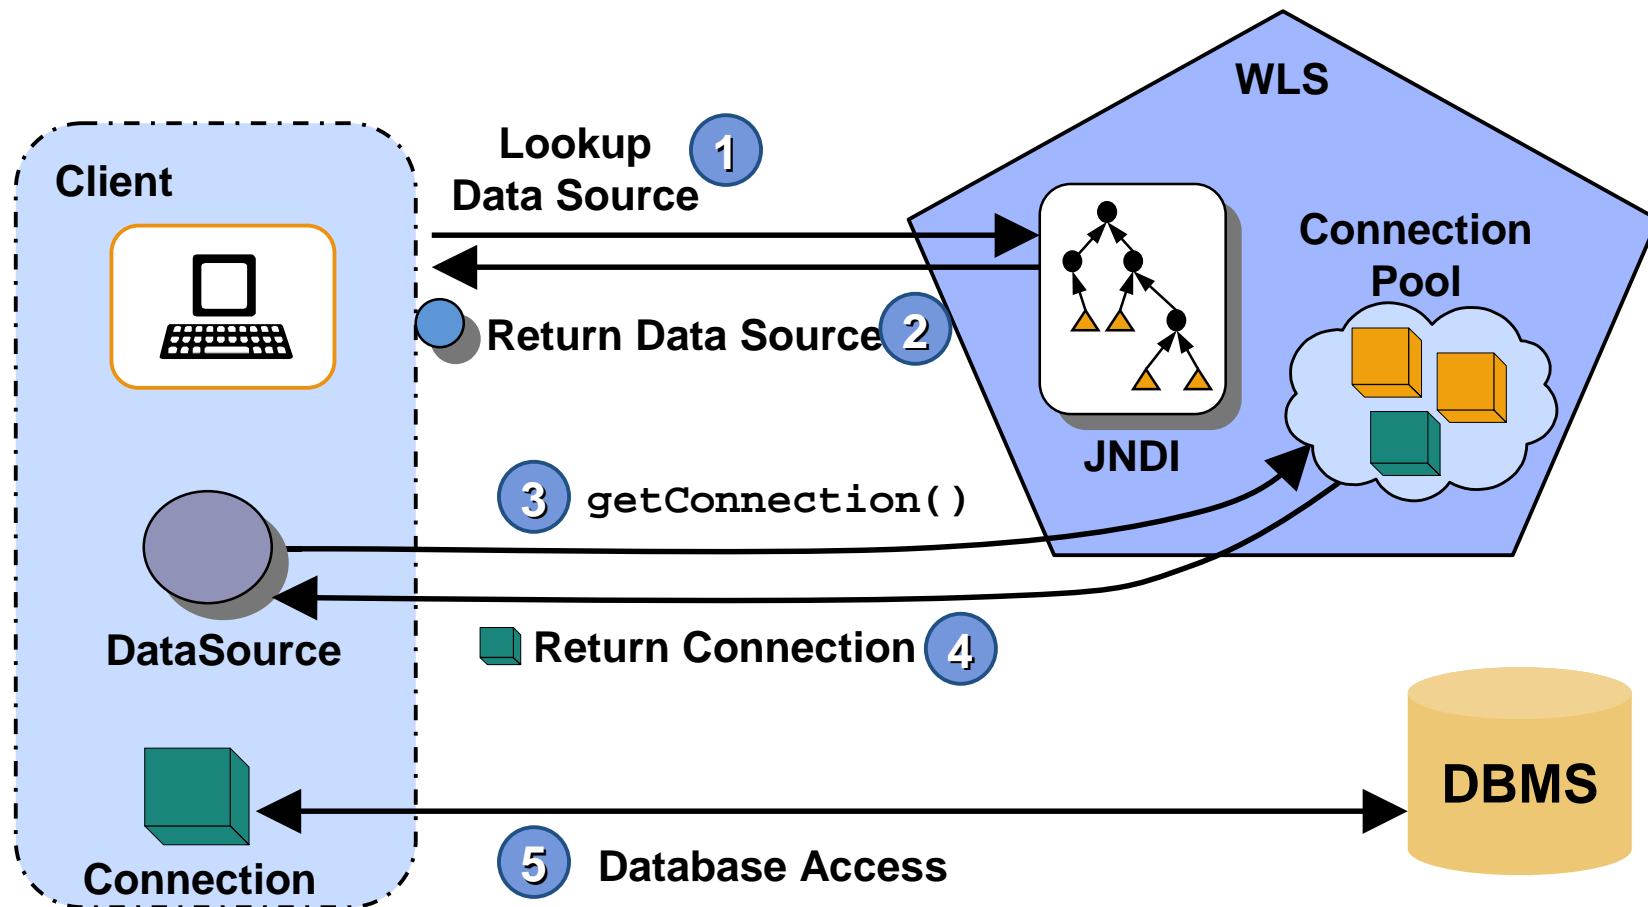 WLS
Client
Lookup
Data Source
1
Connection
Pool
Return Data Source
2
JNDI
3
getConnection()
DataSource
Return Connection
4
DBMS
Connection
5
Database Access